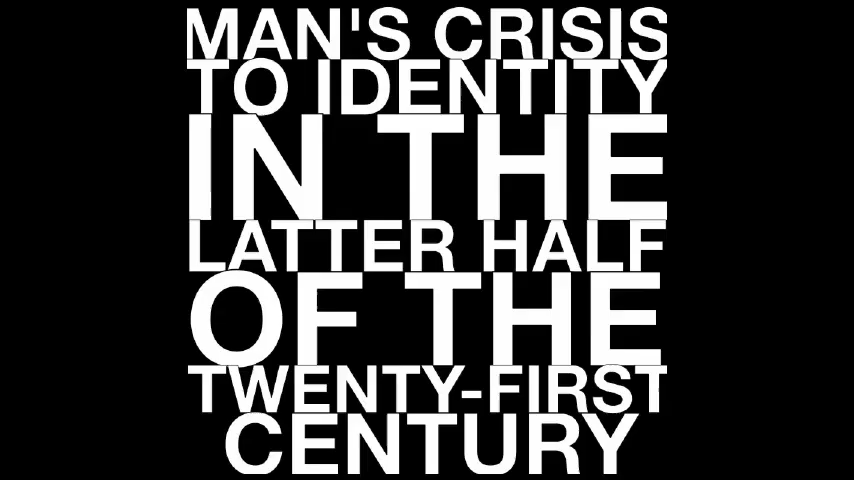 MAN'S CRISIS
TO IDENTITY
IN THE
LATTER HALF
OF THE
TWENTY-FIRST
CENTURY